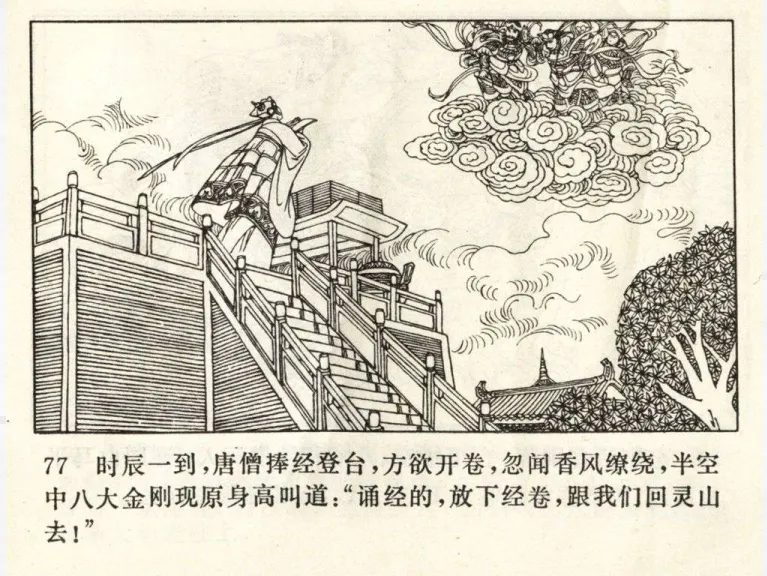 77 时辰一到，唐僧捧经登台，方欲开卷，忽闻香风缭绕，半空
中八大金刚现原身高叫道：“诵经的，放下经卷，跟我们回灵山
去！”